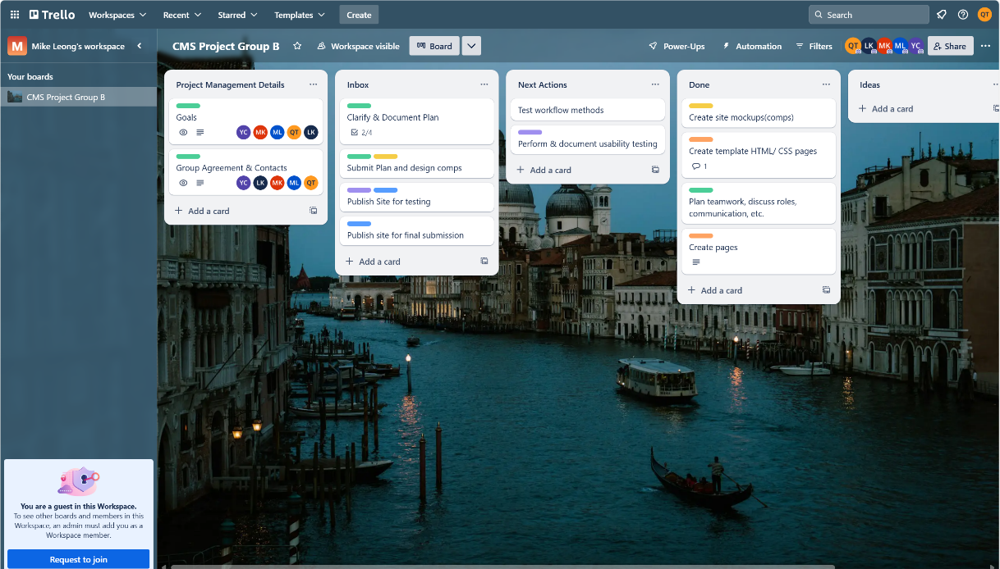 Trello
Workspaces
Recent
Starred
Templates
Create
Search
QT
M
Mike Leong's workspace
CMS Project Group B
Workspace visible
Board
Power-Ups
Automation
Filters
QT LK MK ML YC
Share
Your boards
CMS Project Group B
Project Management Details
Goals
YC MK ML QT LK
Group Agreement & Contacts
YC LK MK ML QT
Add a card
Inbox
Clarify & Document Plan
2/4
Submit Plan and design comps
Publish Site for testing
Publish site for final submission
Add a card
Next Actions
Test workflow methods
Perform & document usability testing
Add a card
Done
Create site mockups(comps)
Create template HTML/ CSS pages
1
Plan teamwork, discuss roles,
communication, etc.
Create pages
Add a card
Ideas
Add a card
You are a guest in this Workspace.
To see other boards and members in this
Workspace, an admin must add you as a
Workspace member.
Request to join